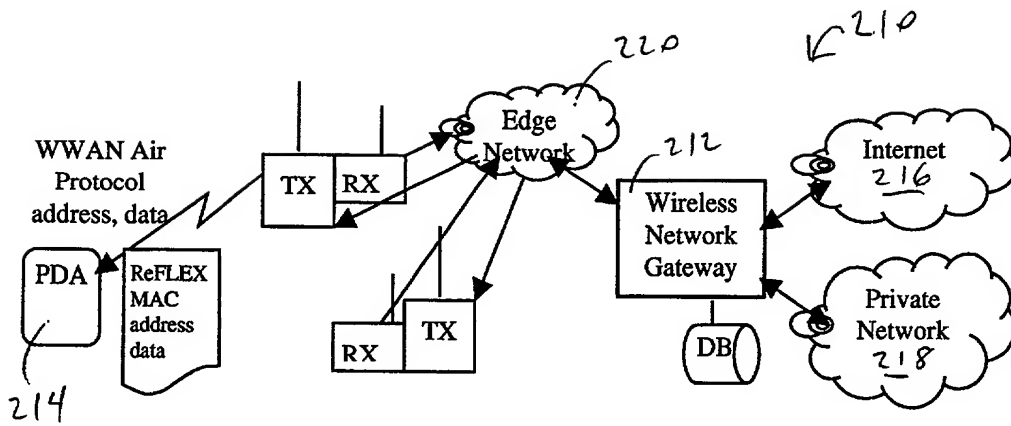 210
220
Edge
Network
212
WWAN Air
Protocol
address, data
TX
RX
Internet
216
Wireless
Network
Gateway
PDA
ReFLEX
MAC
address
data
TX
RX
Private
Network
218
DB
214